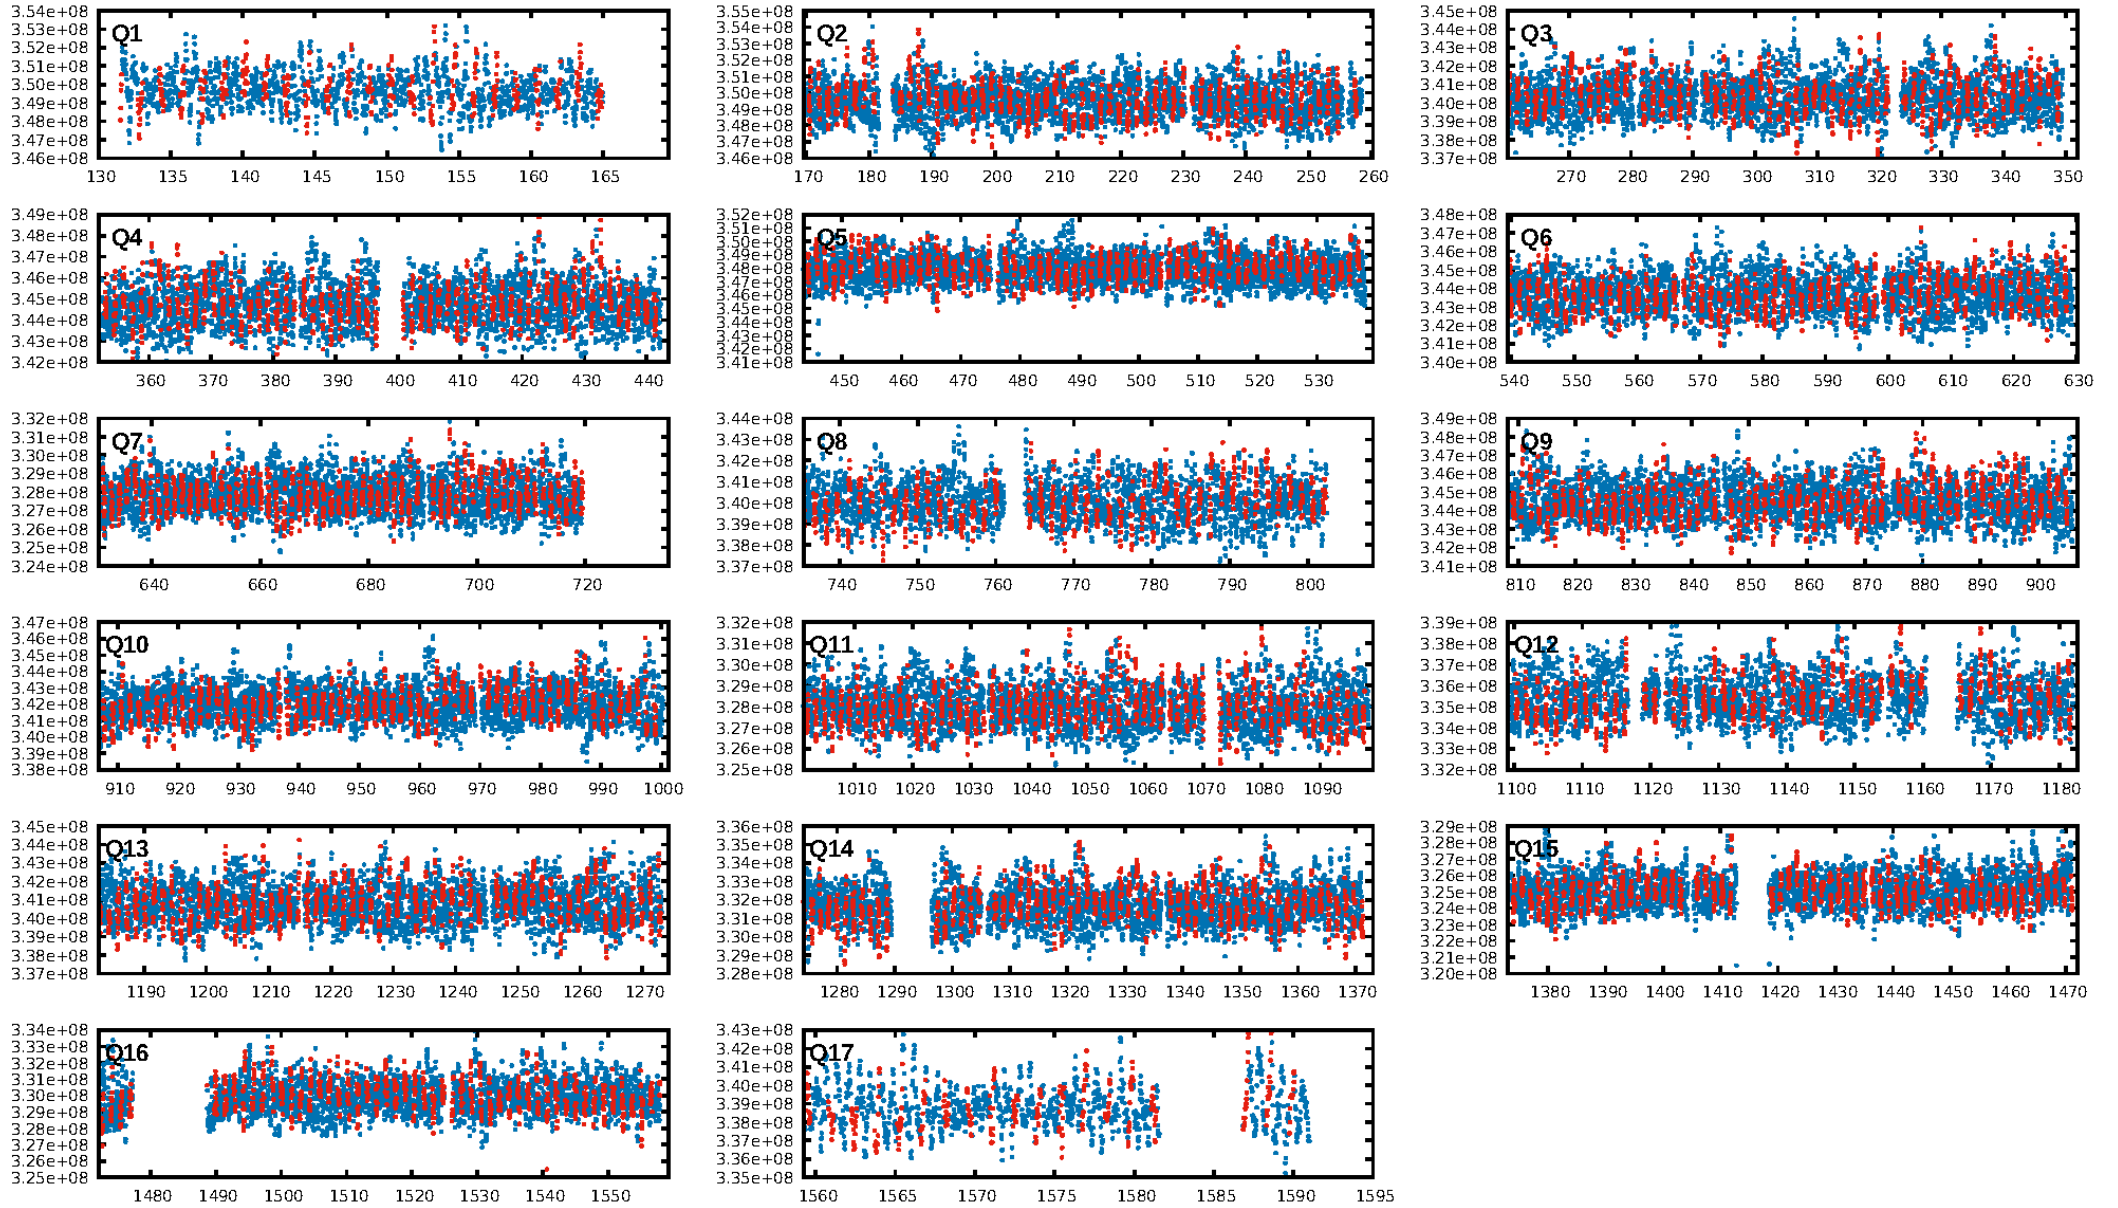 3.54e+08
3.53e+08
3.52e+08
3.51e+08
3.50e+08
3.49e+08
3.48e+08
3.47e+08
3.46e+08
Q1
130 135 140 145 150 155 160 165
3.55e+08
3.54e+08
3.53e+08
3.52e+08
3.51e+08
3.50e+08
3.49e+08
3.48e+08
3.47e+08
3.46e+08
Q2
170 180 190 200 210 220 230 240 250 260
3.45e+08
3.44e+08
3.43e+08
3.42e+08
3.41e+08
3.40e+08
3.39e+08
3.38e+08
3.37e+08
Q3
270 280 290 300 310 320 330 340 350
3.49e+08
3.48e+08
3.47e+08
3.46e+08
3.45e+08
3.44e+08
3.43e+08
3.42e+08
Q4
360 370 380 390 400 410 420 430 440
3.52e+08
3.51e+08
3.50e+08
3.49e+08
3.48e+08
3.47e+08
3.46e+08
3.45e+08
3.44e+08
3.43e+08
3.42e+08
3.41e+08
Q5
450 460 470 480 490 500 510 520 530
3.48e+08
3.47e+08
3.46e+08
3.45e+08
3.44e+08
3.43e+08
3.42e+08
3.41e+08
3.40e+08
Q6
540 550 560 570 580 590 600 610 620 630
3.32e+08
3.31e+08
3.30e+08
3.29e+08
3.28e+08
3.27e+08
3.26e+08
3.25e+08
3.24e+08
Q7
640 660 680 700 720
3.44e+08
3.43e+08
3.42e+08
3.41e+08
3.40e+08
3.39e+08
3.38e+08
3.37e+08
Q8
740 750 760 770 780 790 800
3.49e+08
3.48e+08
3.47e+08
3.46e+08
3.45e+08
3.44e+08
3.43e+08
3.42e+08
3.41e+08
Q9
810 820 830 840 850 860 870 880 890 900
3.47e+08
3.46e+08
3.45e+08
3.44e+08
3.43e+08
3.42e+08
3.41e+08
3.40e+08
3.39e+08
3.38e+08
Q10
910 920 930 940 950 960 970 980 990 1000
3.32e+08
3.31e+08
3.30e+08
3.29e+08
3.28e+08
3.27e+08
3.26e+08
3.25e+08
Q11
1010 1020 1030 1040 1050 1060 1070 1080 1090
3.39e+08
3.38e+08
3.37e+08
3.36e+08
3.35e+08
3.34e+08
3.33e+08
3.32e+08
Q12
1100 1110 1120 1130 1140 1150 1160 1170 1180
3.45e+08
3.44e+08
3.43e+08
3.42e+08
3.41e+08
3.40e+08
3.39e+08
3.38e+08
3.37e+08
Q13
1190 1200 1210 1220 1230 1240 1250 1260 1270
3.36e+08
3.35e+08
3.34e+08
3.33e+08
3.32e+08
3.31e+08
3.30e+08
3.29e+08
3.28e+08
Q14
1280 1290 1300 1310 1320 1330 1340 1350 1360 1370
3.29e+08
3.28e+08
3.27e+08
3.26e+08
3.25e+08
3.24e+08
3.23e+08
3.22e+08
3.21e+08
3.20e+08
Q15
1380 1390 1400 1410 1420 1430 1440 1450 1460 1470
3.34e+08
3.33e+08
3.32e+08
3.31e+08
3.30e+08
3.29e+08
3.28e+08
3.27e+08
3.26e+08
3.25e+08
Q16
1480 1490 1500 1510 1520 1530 1540 1550
3.43e+08
3.42e+08
3.41e+08
3.40e+08
3.39e+08
3.38e+08
3.37e+08
3.36e+08
3.35e+08
Q17
1560 1565 1570 1575 1580 1585 1590 1595